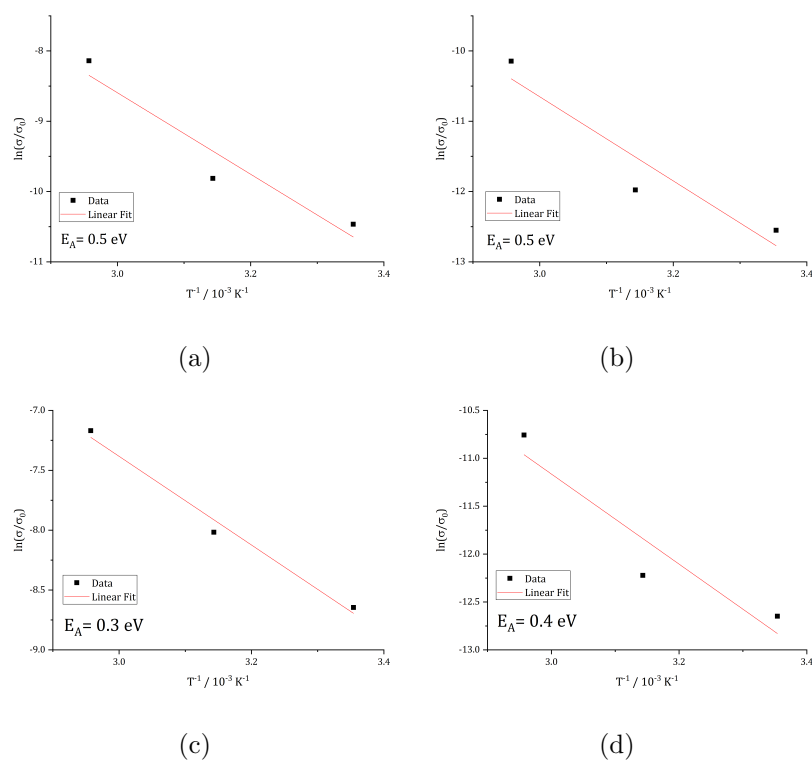 -8
-9
-10
-11
ln(σ/σ₀)
Data
Linear Fit
E_A= 0.5 eV
3.0
3.2
3.4
T⁻¹ / 10⁻³ K⁻¹
(a)
-10
-11
-12
-13
ln(σ/σ₀)
Data
Linear Fit
E_A= 0.5 eV
3.0
3.2
3.4
T⁻¹ / 10⁻³ K⁻¹
(b)
-7.0
-7.5
-8.0
-8.5
-9.0
ln(σ/σ₀)
Data
Linear Fit
E_A= 0.3 eV
3.0
3.2
3.4
T⁻¹ / 10⁻³ K⁻¹
(c)
-10.5
-11.0
-11.5
-12.0
-12.5
-13.0
ln(σ/σ₀)
Data
Linear Fit
E_A= 0.4 eV
3.0
3.2
3.4
T⁻¹ / 10⁻³ K⁻¹
(d)